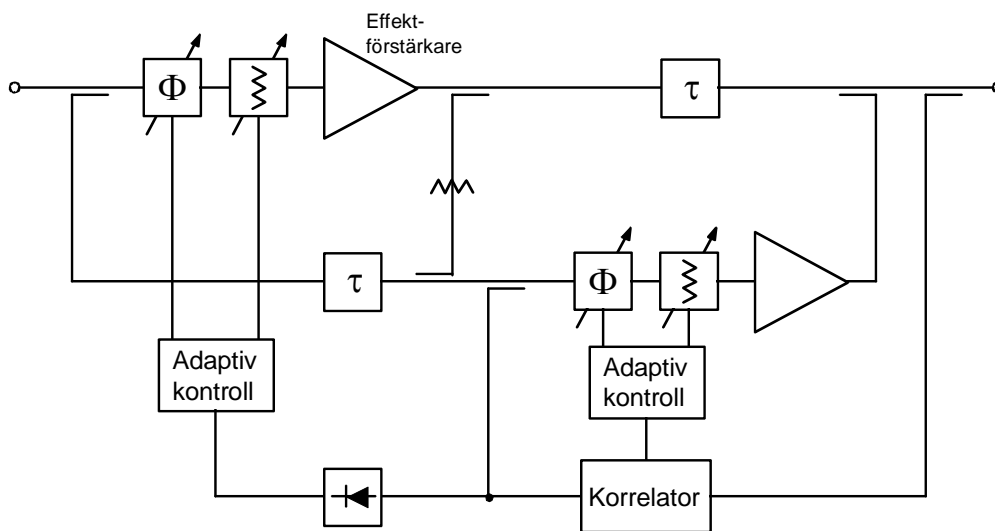 Effekt-
förstärkare
Φ
τ
τ
Φ
Adaptiv
kontroll
Adaptiv
kontroll
Korrelator